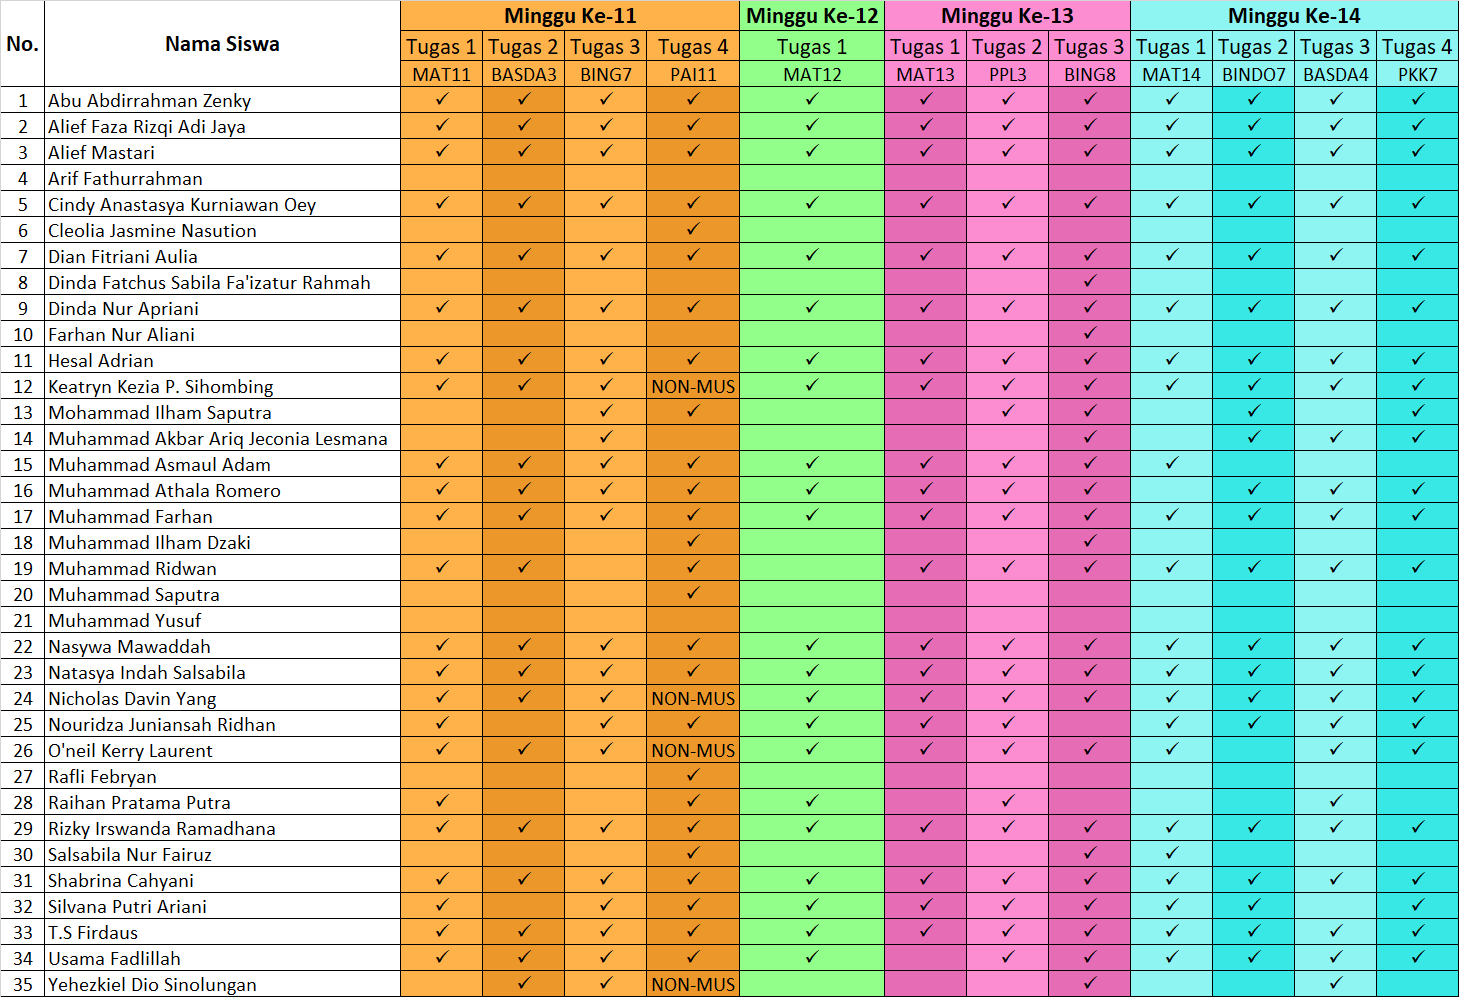 No. Nama Siswa Minggu Ke-11 Minggu Ke-12 Minggu Ke-13 Minggu Ke-14
Tugas 1 Tugas 2 Tugas 3 Tugas 4 Tugas 1 Tugas 1 Tugas 2 Tugas 3 Tugas 1 Tugas 2 Tugas 3 Tugas 4
MAT11 BASDA3 BING7 PAI11 MAT12 MAT13 PPL3 BING8 MAT14 BINDO7 BASDA4 PKK7
1 Abu Abdirrahman Zenky ✓ ✓ ✓ ✓ ✓ ✓ ✓ ✓ ✓ ✓ ✓ ✓
2 Alief Faza Rizqi Adi Jaya ✓ ✓ ✓ ✓ ✓ ✓ ✓ ✓ ✓ ✓ ✓ ✓
3 Alief Mastari ✓ ✓ ✓ ✓ ✓ ✓ ✓ ✓ ✓ ✓ ✓ ✓
4 Arif Fathurrahman
5 Cindy Anastasya Kurniawan Oey ✓ ✓ ✓ ✓ ✓ ✓ ✓ ✓ ✓ ✓ ✓ ✓
6 Cleolia Jasmine Nasution ✓
7 Dian Fitriani Aulia ✓ ✓ ✓ ✓ ✓ ✓ ✓ ✓ ✓ ✓ ✓ ✓
8 Dinda Fatchus Sabila Fa'izatur Rahmah ✓
9 Dinda Nur Apriani ✓ ✓ ✓ ✓ ✓ ✓ ✓ ✓ ✓ ✓ ✓ ✓
10 Farhan Nur Aliani ✓
11 Hesal Adrian ✓ ✓ ✓ ✓ ✓ ✓ ✓ ✓ ✓ ✓ ✓ ✓
12 Keatryn Kezia P. Sihombing ✓ ✓ ✓ NON-MUS ✓ ✓ ✓ ✓ ✓ ✓ ✓ ✓
13 Mohammad Ilham Saputra ✓ ✓ ✓ ✓ ✓ ✓
14 Muhammad Akbar Ariq Jeconia Lesmana ✓ ✓ ✓ ✓ ✓
15 Muhammad Asmaul Adam ✓ ✓ ✓ ✓ ✓ ✓ ✓ ✓ ✓
16 Muhammad Athala Romero ✓ ✓ ✓ ✓ ✓ ✓ ✓ ✓ ✓ ✓ ✓
17 Muhammad Farhan ✓ ✓ ✓ ✓ ✓ ✓ ✓ ✓ ✓ ✓ ✓ ✓
18 Muhammad Ilham Dzaki ✓ ✓
19 Muhammad Ridwan ✓ ✓ ✓ ✓ ✓ ✓ ✓ ✓ ✓ ✓
20 Muhammad Saputra ✓
21 Muhammad Yusuf
22 Nasywa Mawaddah ✓ ✓ ✓ ✓ ✓ ✓ ✓ ✓ ✓ ✓ ✓ ✓
23 Natasya Indah Salsabila ✓ ✓ ✓ ✓ ✓ ✓ ✓ ✓ ✓ ✓ ✓ ✓
24 Nicholas Davin Yang ✓ ✓ ✓ NON-MUS ✓ ✓ ✓ ✓ ✓ ✓ ✓ ✓
25 Nouridza Juniansah Ridhan ✓ ✓ ✓ ✓ ✓ ✓ ✓ ✓ ✓ ✓
26 O'neil Kerry Laurent ✓ ✓ ✓ NON-MUS ✓ ✓ ✓ ✓ ✓ ✓ ✓
27 Rafli Febryan ✓
28 Raihan Pratama Putra ✓ ✓ ✓ ✓ ✓
29 Rizky Irswanda Ramadhana ✓ ✓ ✓ ✓ ✓ ✓ ✓ ✓ ✓ ✓ ✓ ✓
30 Salsabila Nur Fairuz ✓ ✓ ✓
31 Shabrina Cahyani ✓ ✓ ✓ ✓ ✓ ✓ ✓ ✓ ✓ ✓ ✓ ✓
32 Silvana Putri Ariani ✓ ✓ ✓ ✓ ✓ ✓ ✓ ✓ ✓ ✓
33 T.S Firdaus ✓ ✓ ✓ ✓ ✓ ✓ ✓ ✓ ✓ ✓ ✓ ✓
34 Usama Fadlillah ✓ ✓ ✓ ✓ ✓ ✓ ✓ ✓ ✓ ✓ ✓
35 Yehezkiel Dio Sinolungan ✓ ✓ NON-MUS ✓ ✓